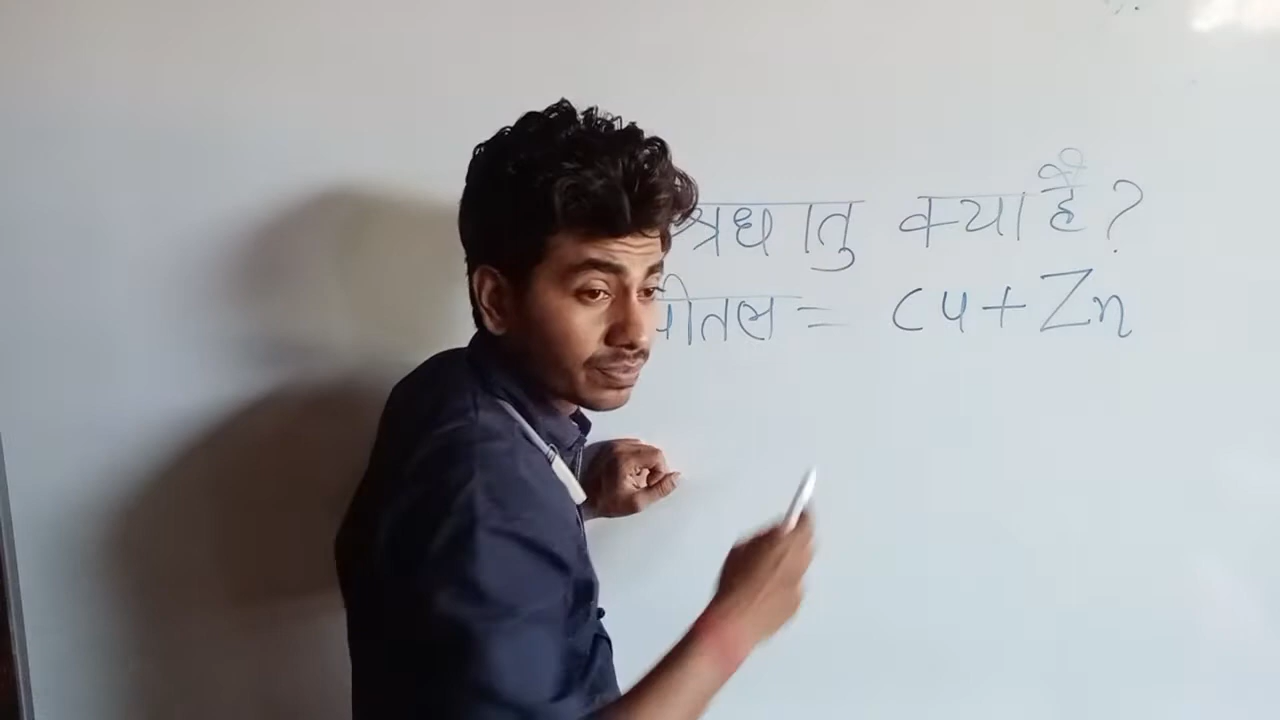 श्रधातु क्या है ?
पीतल = Cu + Zn